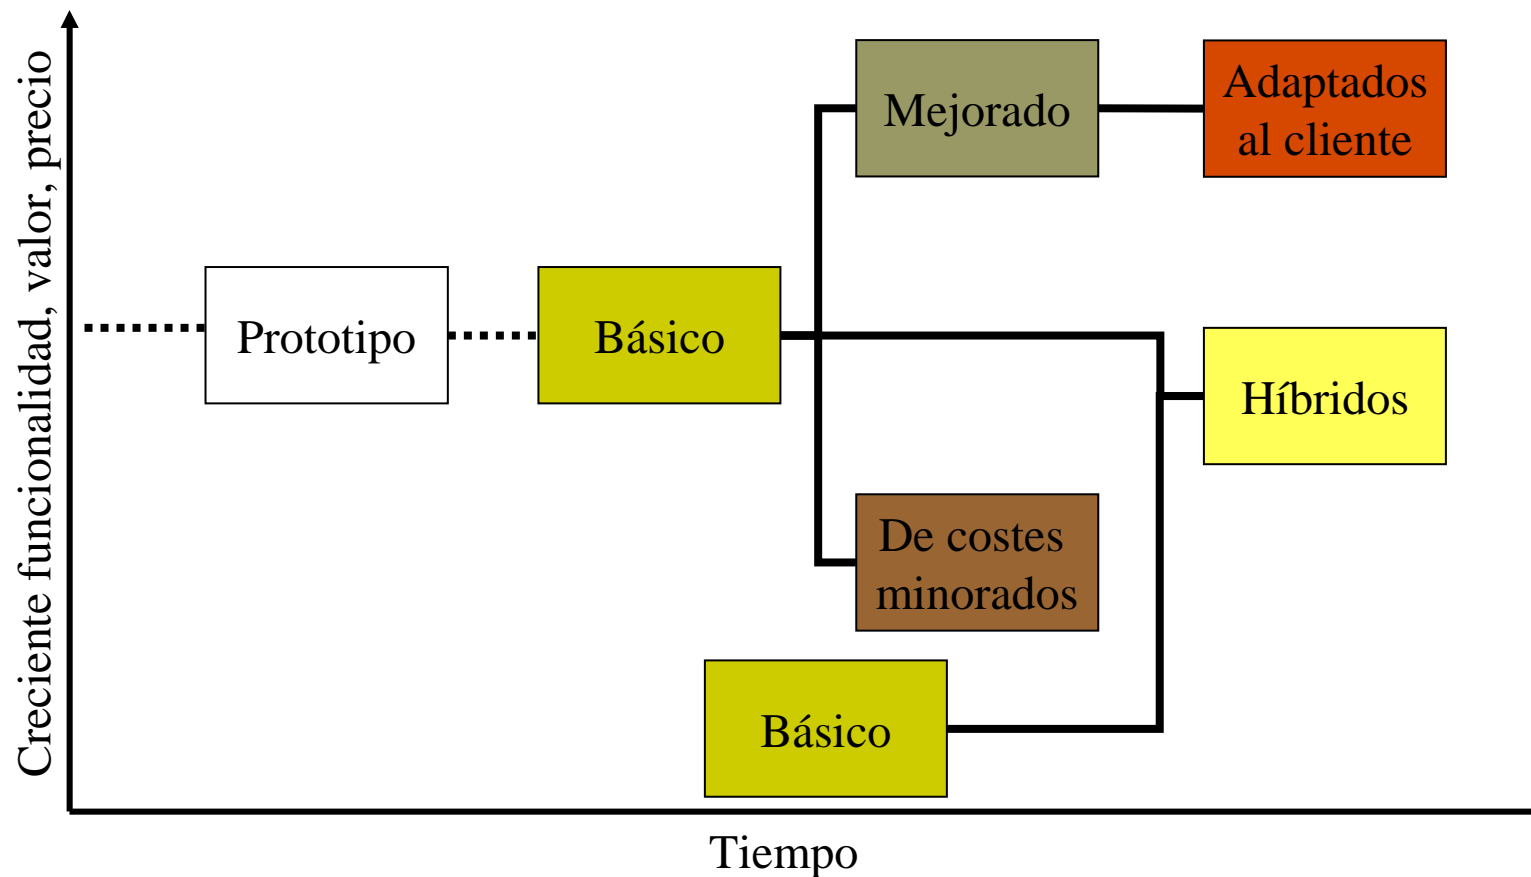 Creciente funcionalidad, valor, precio
Mejorado
Adaptados
al cliente
Prototipo
Básico
Híbridos
De costes
minorados
Básico
Tiempo